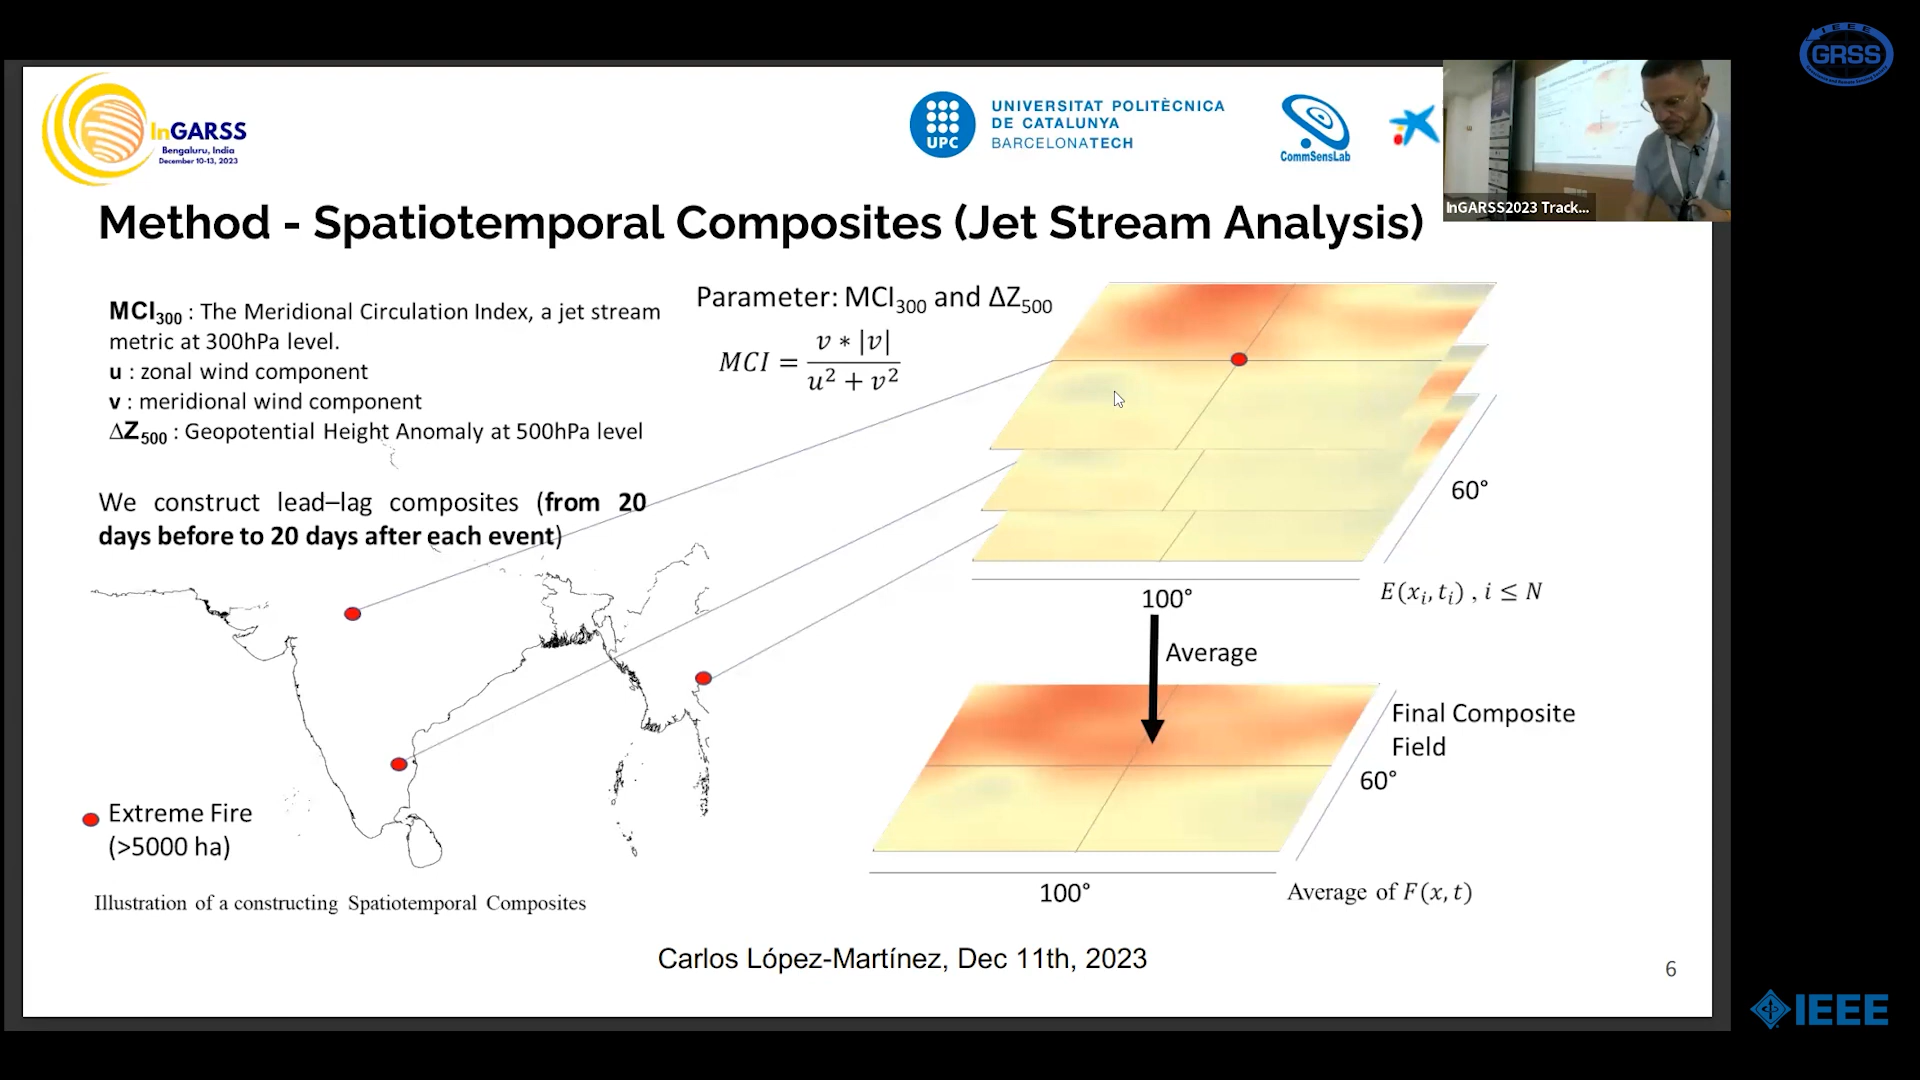 InGARSS
Bengaluru, India
December 10-13, 2023
UPC
UNIVERSITAT POLITÈCNICA
DE CATALUNYA
BARCELONATECH
CommSensLab
IEEE
GRSS
InGARSS2023 Track...
Method - Spatiotemporal Composites (Jet Stream Analysis)
MCI300 : The Meridional Circulation Index, a jet stream
metric at 300hPa level.
u : zonal wind component
v : meridional wind component
ΔZ500 : Geopotential Height Anomaly at 500hPa level
Parameter: MCI300 and ΔZ500
MCI = v * |v| / u² + v²
We construct lead–lag composites (from 20
days before to 20 days after each event)
60°
100°
E(xi, ti) , i ≤ N
Average
Final Composite
Field
60°
100°
Average of F(x, t)
Extreme Fire
(>5000 ha)
Illustration of a constructing Spatiotemporal Composites
Carlos López-Martínez, Dec 11th, 2023
6
IEEE